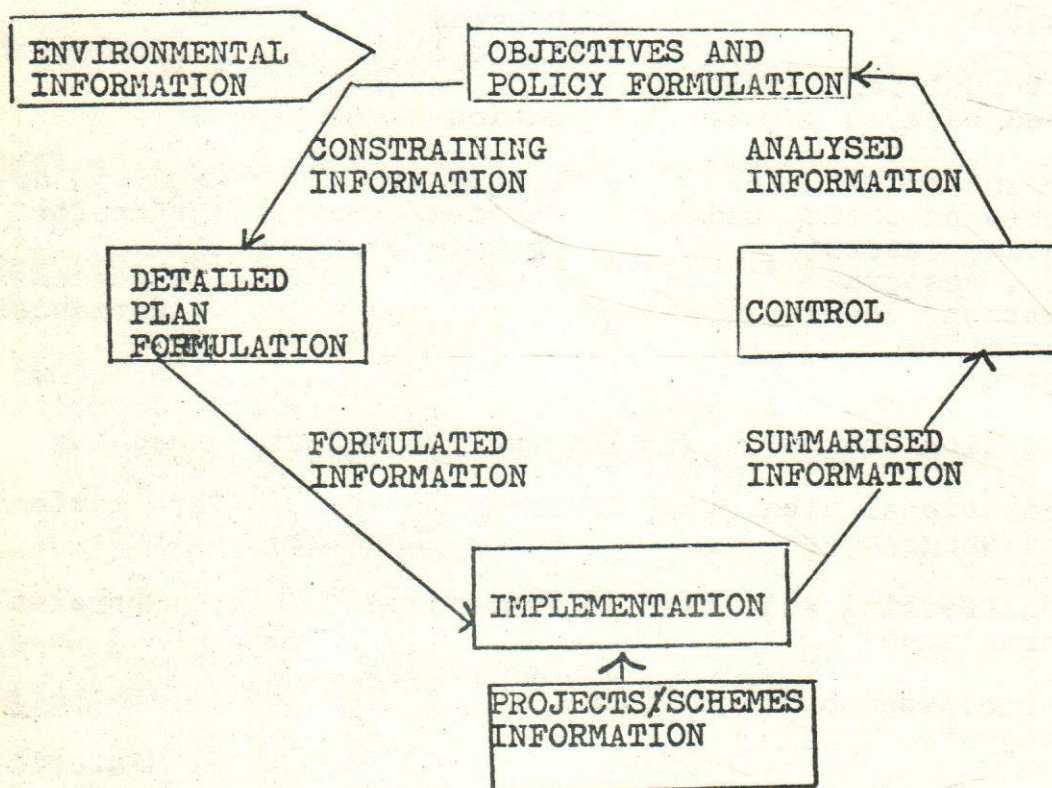 ENVIRONMENTAL
INFORMATION
OBJECTIVES AND
POLICY FORMULATION
CONSTRAINING
INFORMATION
ANALYSED
INFORMATION
DETAILED
PLAN
FORMULATION
CONTROL
FORMULATED
INFORMATION
SUMMARISED
INFORMATION
IMPLEMENTATION
PROJECTS/SCHEMES
INFORMATION